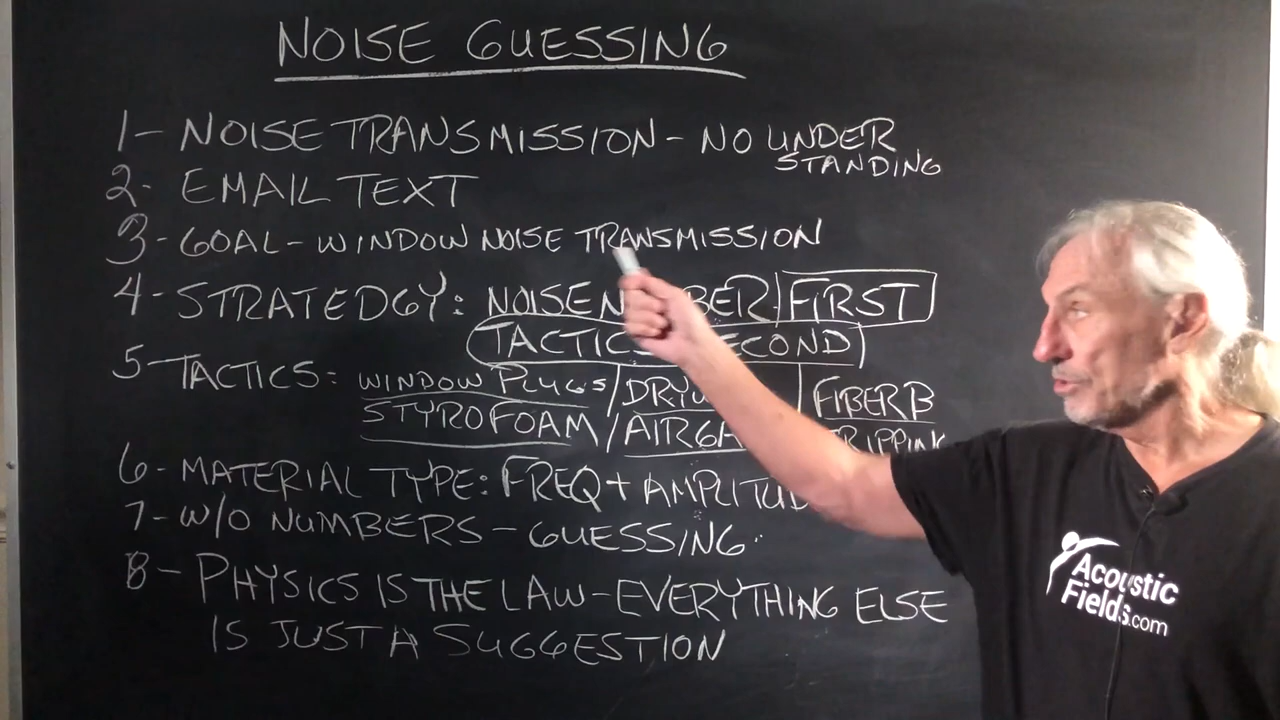 NOISE GUESSING
1- NOISE TRANSMISSION - NO UNDER
STANDING
2- EMAIL TEXT
3- GOAL - WINDOW NOISE TRANSMISSION
4- STRATEDGY: NOISE FIRST
TACTICS SECOND
5- TACTICS: WINDOW PLUGS / FIBER B
STYROFOAM /
6- MATERIAL TYPE: FREQ +
7- W/O NUMBERS - GUESSING
8- PHYSICS IS THE LAW - EVERYTHING ELSE
IS JUST A SUGGESTION
Acoustic
Fields.com